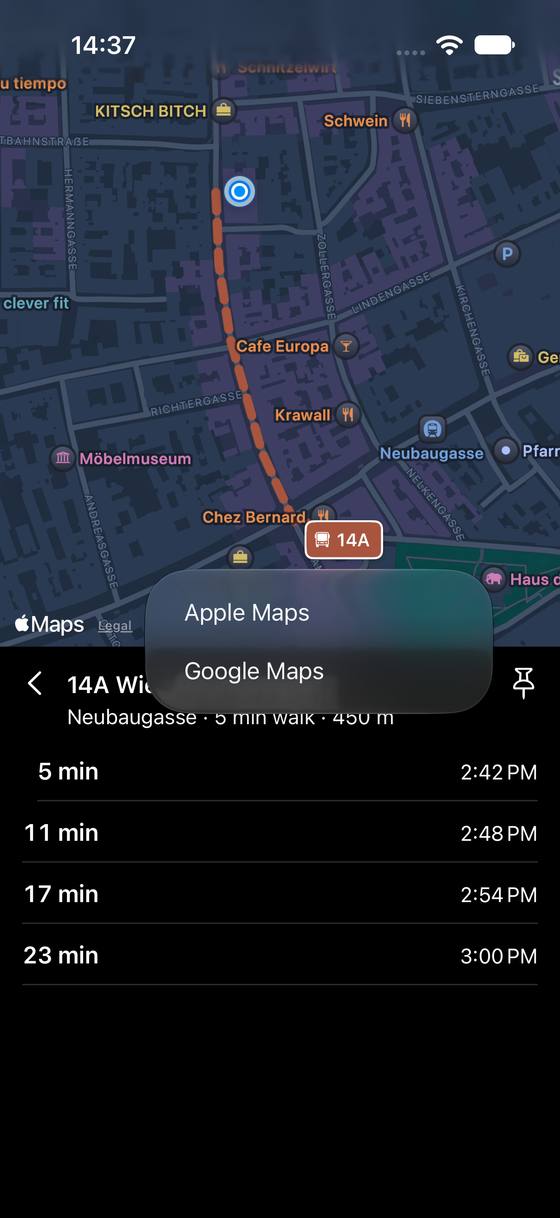 14:37
Schnitzelwirt
u tiempo
KITSCH BITCH
SIEBENSTERNGASSE
Schwein
TBAHNSTRAßE
HERMANNGASSE
ZOLLERGASSE
P
clever fit
LINDENGASSE
KIRCHENGASSE
Cafe Europa
Ge
RICHTERGASSE
Krawall
Neubaugasse
Pfarr
Möbelmuseum
NELKENGASSE
ANDREASGASSE
Chez Bernard
14A
Haus d
Apple Maps
Maps Legal
Google Maps
14A Wie
Neubaugasse · 5 min walk · 450 m
5 min 2:42 PM
11 min 2:48 PM
17 min 2:54 PM
23 min 3:00 PM